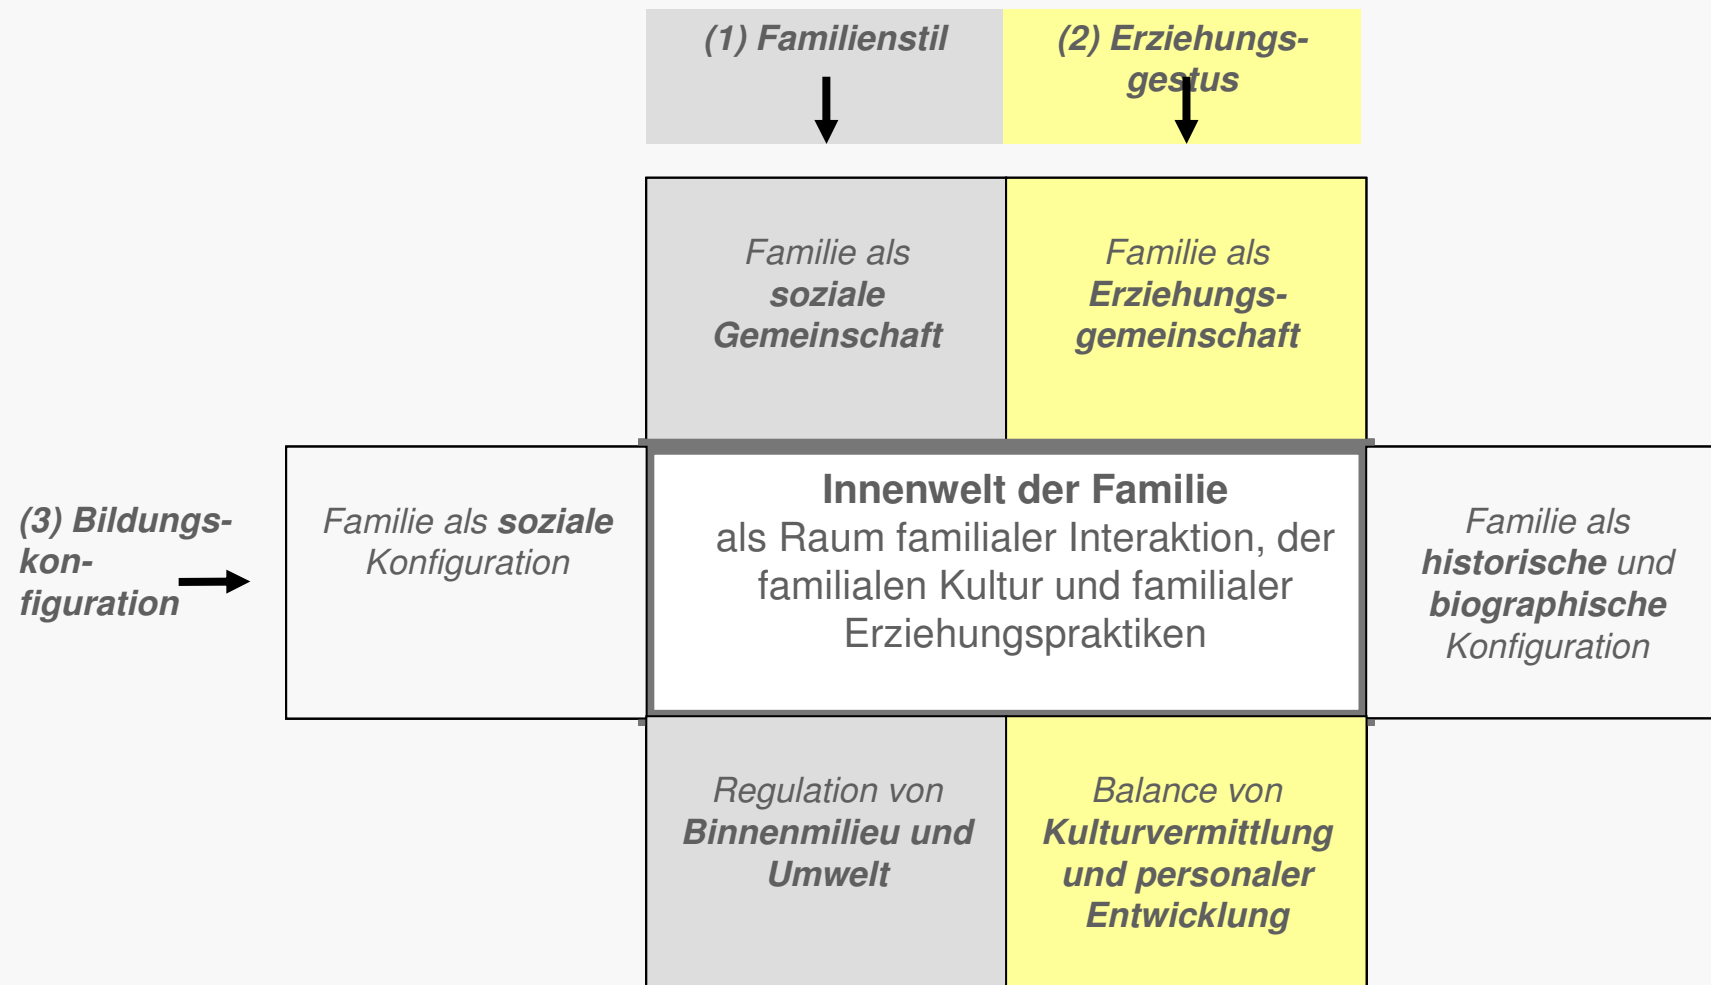 (1) Familienstil
(2) Erziehungs-
gestus
Familie als
soziale
Gemeinschaft
Familie als
Erziehungs-
gemeinschaft
(3) Bildungs-
kon-
figuration
Familie als soziale
Konfiguration
Innenwelt der Familie
als Raum familialer Interaktion, der
familialen Kultur und familialer
Erziehungspraktiken
Familie als
historische und
biographische
Konfiguration
Regulation von
Binnenmilieu und
Umwelt
Balance von
Kulturvermittlung
und personaler
Entwicklung